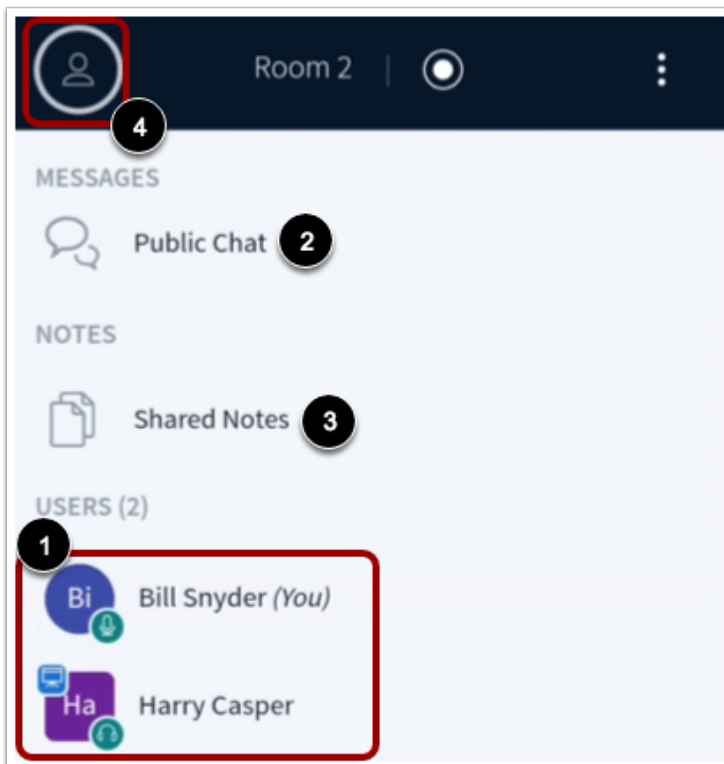 Room 2
4
MESSAGES
Public Chat 2
NOTES
Shared Notes 3
USERS (2)
1
Bi Bill Snyder (You)
Ha Harry Casper